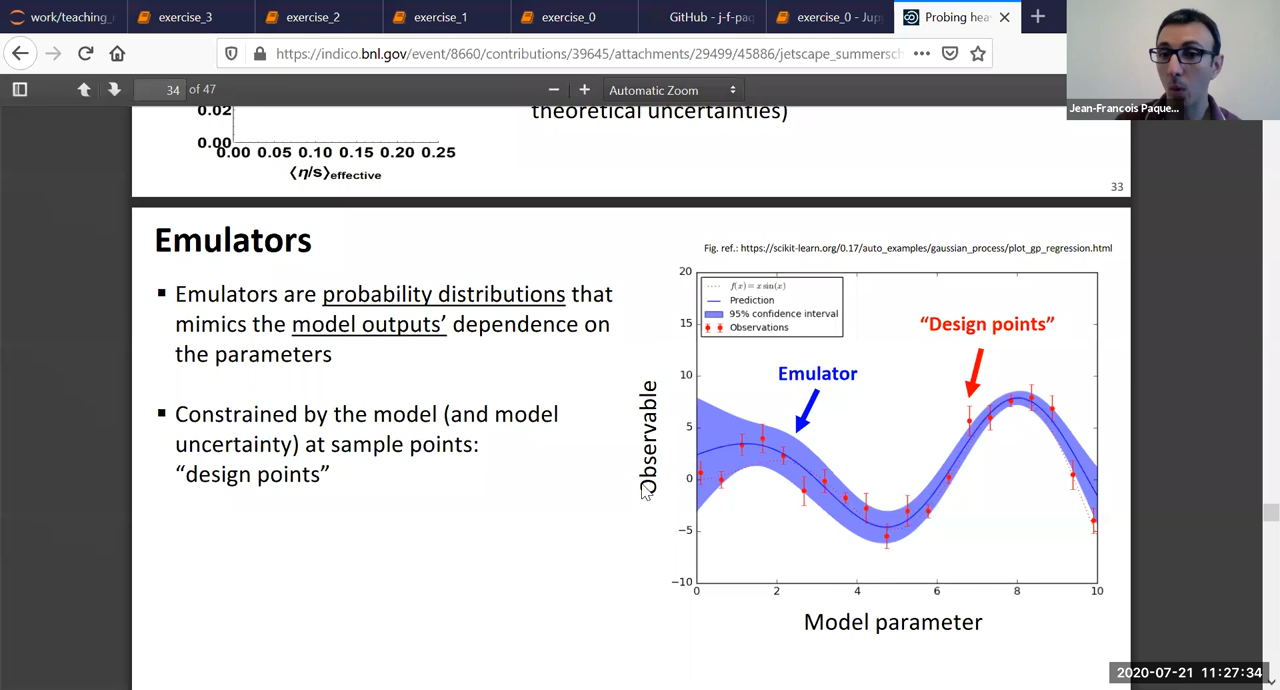 work/teaching_
exercise_3
exercise_2
exercise_1
exercise_0
GitHub - j-f-paq
exercise_0 - Jup
Probing hea
https://indico.bnl.gov/event/8660/contributions/39645/attachments/29499/45886/jetscape_summersch
34 of 47
Automatic Zoom
Jean-Francois Paque...
theoretical uncertainties)
0.02
0.00
0.00 0.05 0.10 0.15 0.20 0.25
⟨η/s⟩effective
33
Emulators
Fig. ref.: https://scikit-learn.org/0.17/auto_examples/gaussian_process/plot_gp_regression.html
▪ Emulators are probability distributions that
mimics the model outputs’ dependence on
the parameters
▪ Constrained by the model (and model
uncertainty) at sample points:
“design points”
20
15
10
5
0
−5
−10
f(x) = x sin(x)
Prediction
95% confidence interval
Observations
“Design points”
Emulator
Observable
0 2 4 6 8 10
Model parameter
2020-07-21 11:27:34